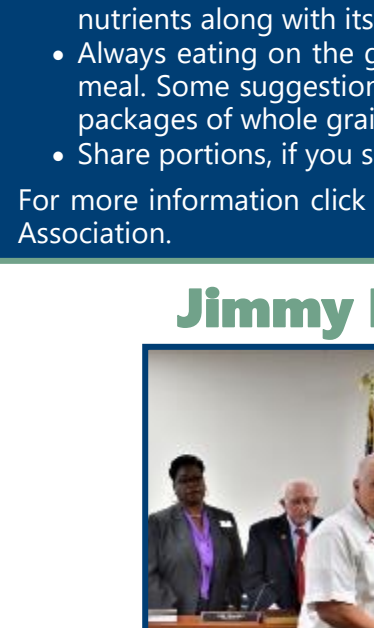 nutrients along with its
• Always eating on the
meal. Some suggestion
packages of whole grai
• Share portions, if you s
For more information click
Association.
Jimmy